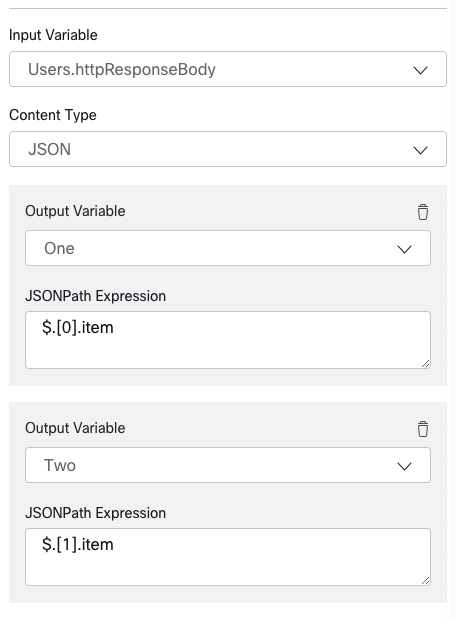 Input Variable
Users.httpResponseBody
Content Type
JSON
Output Variable
One
JSONPath Expression
$.[0].item
Output Variable
Two
JSONPath Expression
$.[1].item